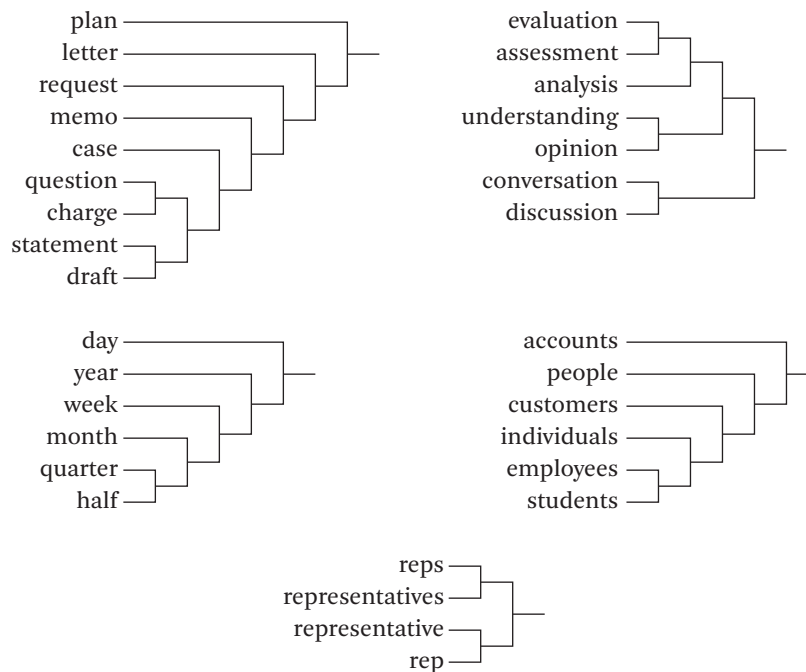 plan
letter
request
memo
case
question
charge
statement
draft
evaluation
assessment
analysis
understanding
opinion
conversation
discussion
day
year
week
month
quarter
half
accounts
people
customers
individuals
employees
students
reps
representatives
representative
rep